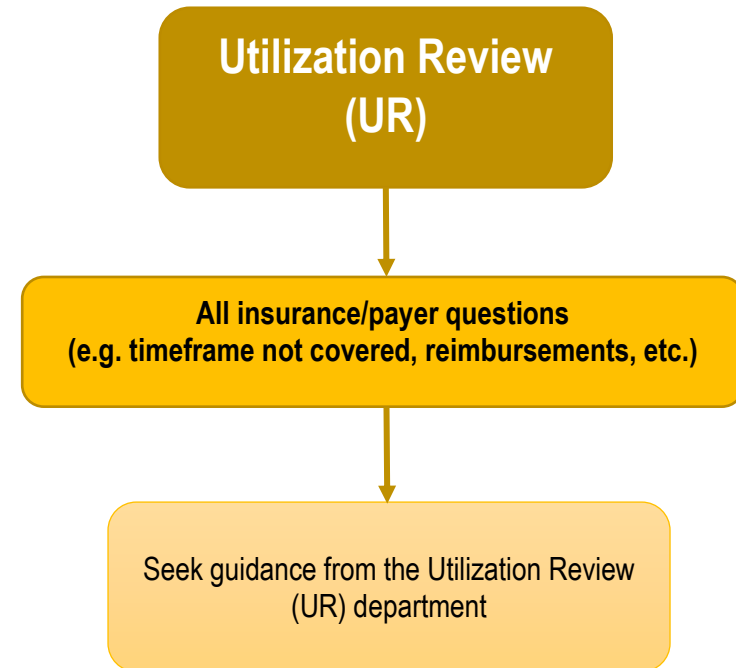 Utilization Review
(UR)
All insurance/payer questions
(e.g. timeframe not covered, reimbursements, etc.)
Seek guidance from the Utilization Review
(UR) department